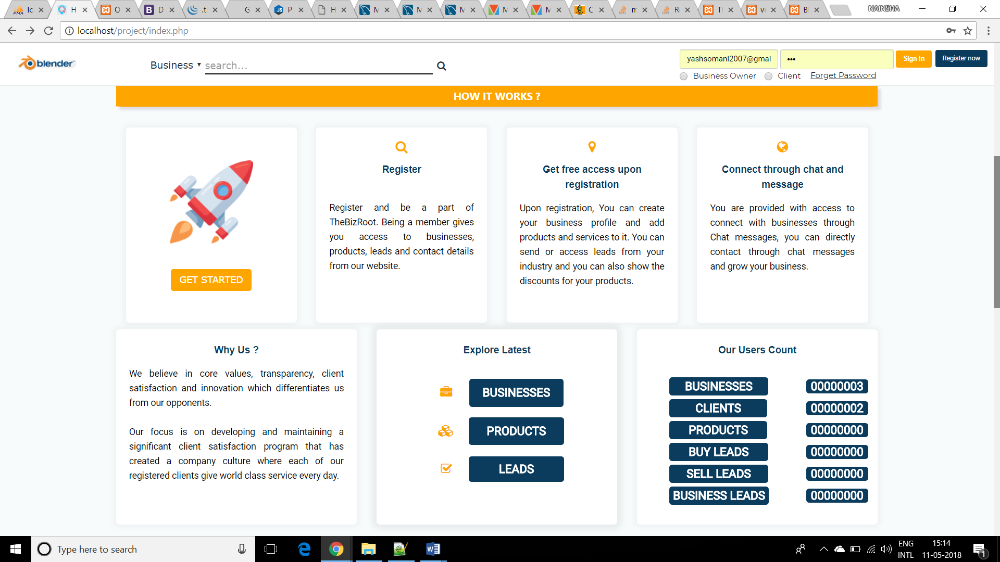 NAINSHA
localhost/project/index.php
blender
Business
search...
yashsomani2007@gmai
•••
Sign In
Register now
Business Owner
Client
Forget Password
HOW IT WORKS ?
GET STARTED
Register
Register and be a part of
TheBizRoot. Being a member gives
you access to businesses,
products, leads and contact details
from our website.
Get free access upon
registration
Upon registration, You can create
your business profile and add
products and services to it. You can
send or access leads from your
industry and you can also show the
discounts for your products.
Connect through chat and
message
You are provided with access to
connect with businesses through
Chat messages, you can directly
contact through chat messages
and grow your business.
Why Us ?
We believe in core values, transparency, client
satisfaction and innovation which differentiates us
from our opponents.
Our focus is on developing and maintaining a
significant client satisfaction program that has
created a company culture where each of our
registered clients give world class service every day.
Explore Latest
BUSINESSES
PRODUCTS
LEADS
Our Users Count
BUSINESSES 00000003
CLIENTS 00000002
PRODUCTS 00000000
BUY LEADS 00000000
SELL LEADS 00000000
BUSINESS LEADS 00000000
Type here to search
ENG
INTL
15:14
11-05-2018
1